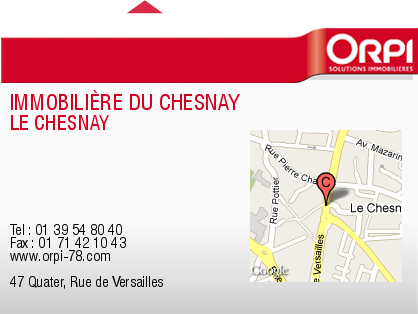 ORPI
SOLUTIONS IMMOBILIÈRES
IMMOBILIÈRE DU CHESNAY
LE CHESNAY
Av. Mazarin
Rue Pierre Cha
C
Rue Pottier
Le Chesn
e Versailles
Google
Tel : 01 39 54 80 40
Fax : 01 71 42 10 43
www.orpi-78.com
47 Quater, Rue de Versailles